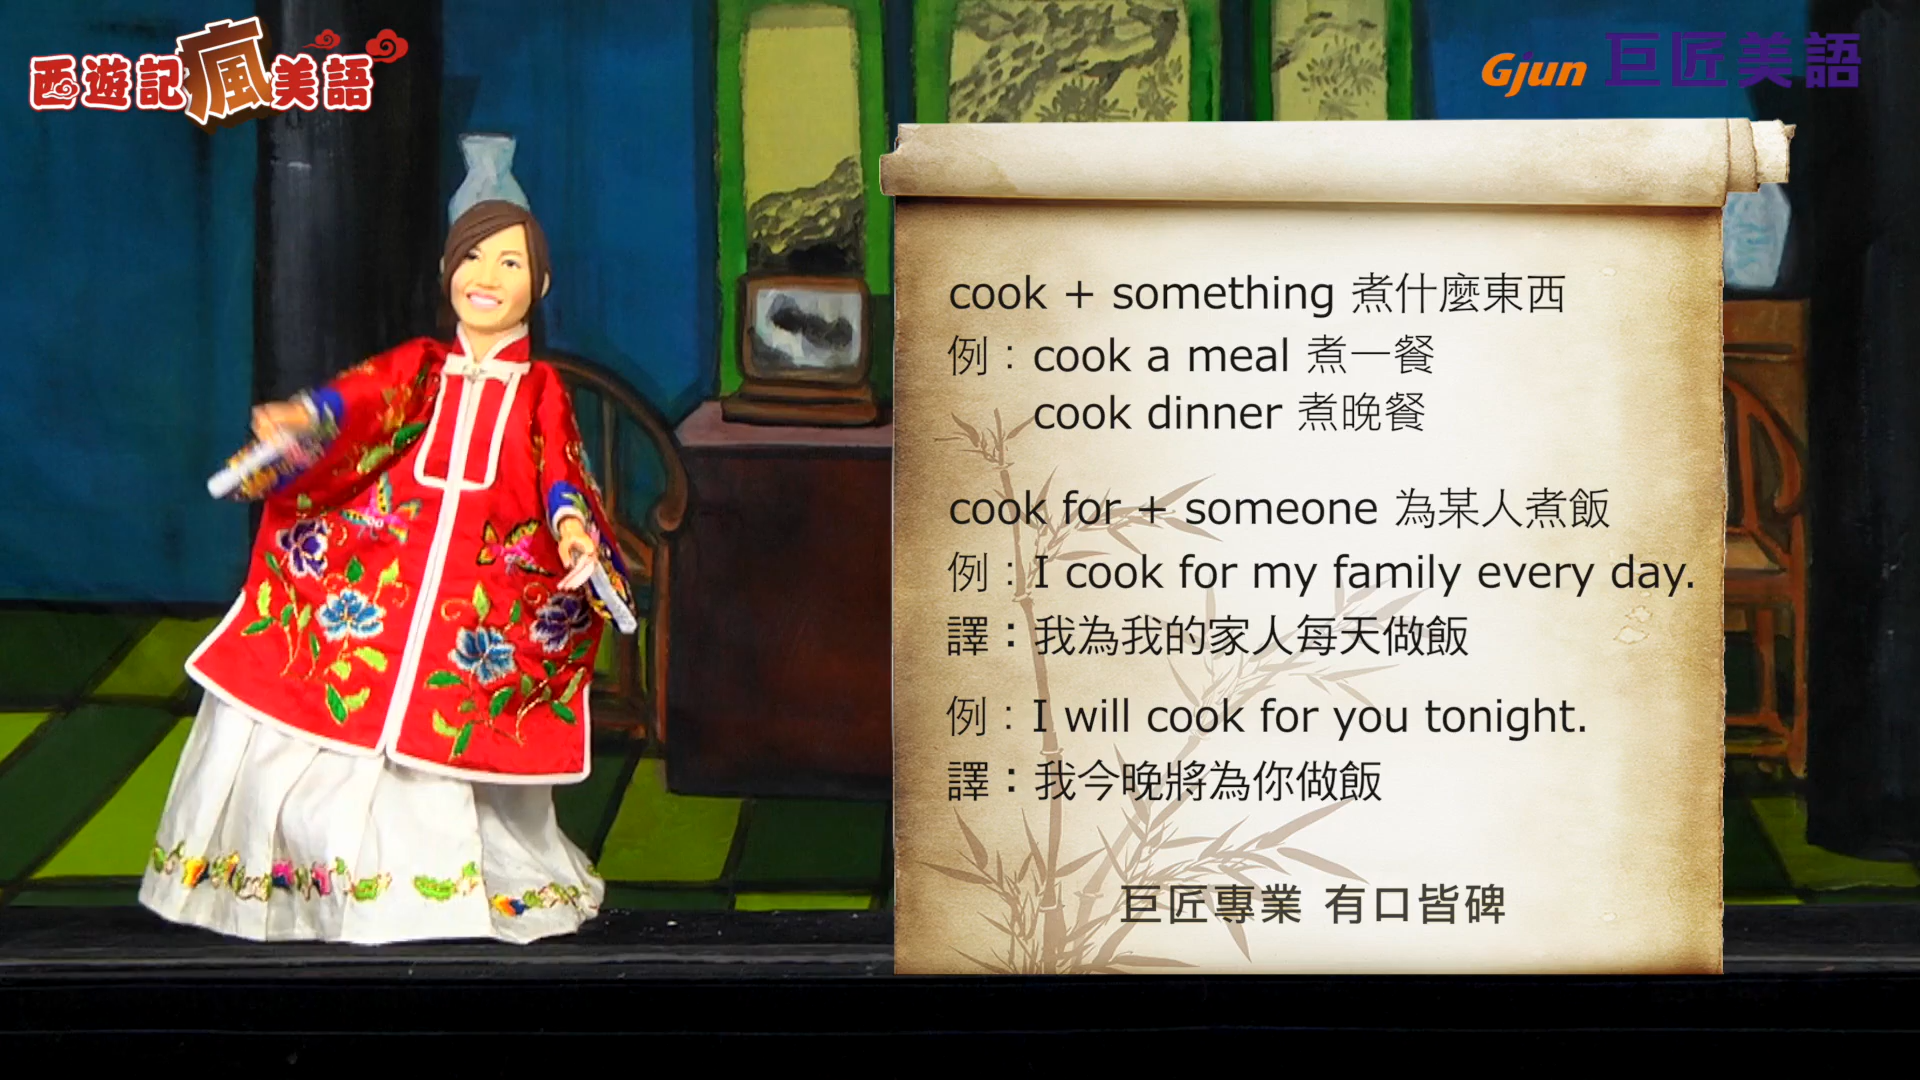 西遊記瘋美語
Gjun 巨匠美語
cook + something 煮什麼東西
例：cook a meal 煮一餐
cook dinner 煮晚餐
cook for + someone 為某人煮飯
例：I cook for my family every day.
譯：我為我的家人每天做飯
例：I will cook for you tonight.
譯：我今晚將為你做飯
巨匠專業 有口皆碑